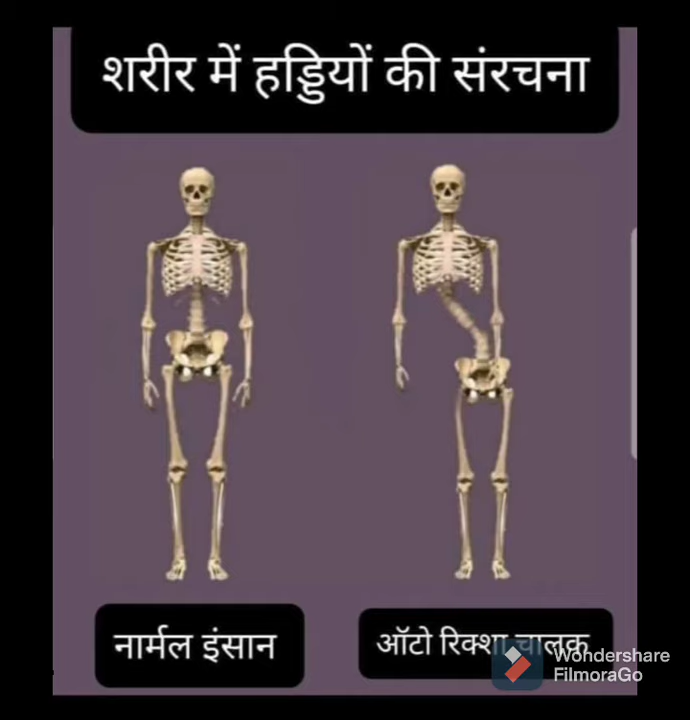 शरीर में हड्डियों की संरचना
नार्मल इंसान
ऑटो रिक्शा चालक
Wondershare
FilmoraGo